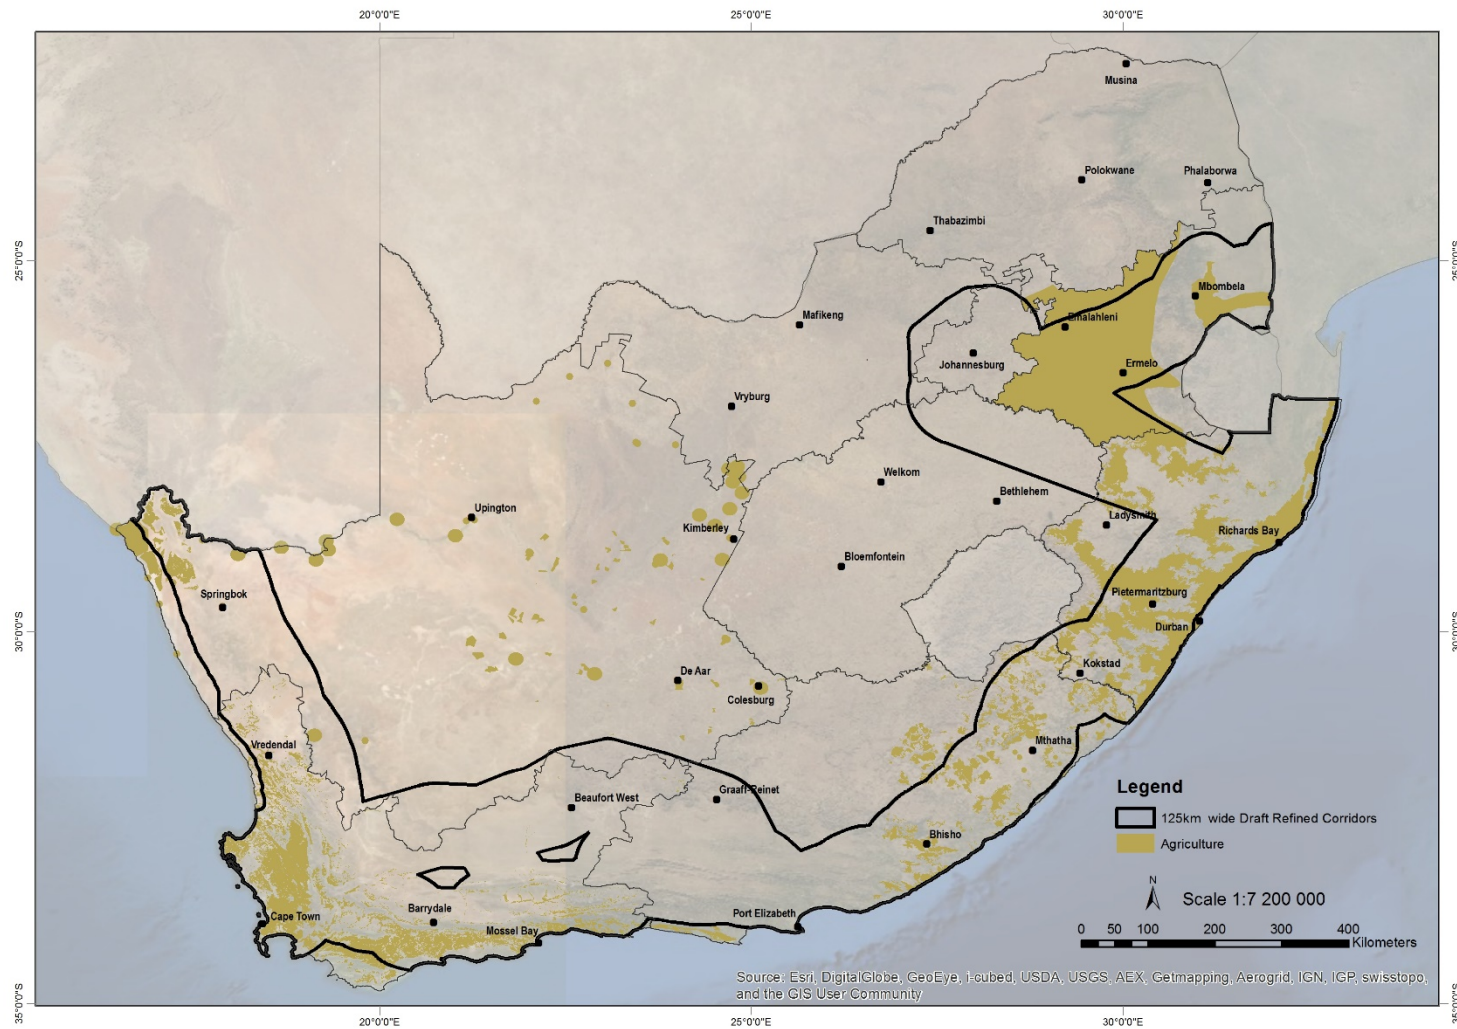 20°0'0"E
25°0'0"E
30°0'0"E
Musina
Polokwane
Phalaborwa
Thabazimbi
25°0'0"S
Mbombela
Mafikeng
Emalahleni
Johannesburg
Ermelo
Vryburg
Welkom
Bethlehem
Upington
Ladysmith
Kimberley
Richards Bay
Bloemfontein
Springbok
Pietermaritzburg
Durban
30°0'0"S
30°0'0"S
De Aar
Kokstad
Colesburg
Vredendal
Mthatha
Graaff-Reinet
Beaufort West
Bhisho
Barrydale
Cape Town
Port Elizabeth
Mossel Bay
Legend
125km wide Draft Refined Corridors
Agriculture
N
Scale 1:7 200 000
0 50 100 200 300 400
Kilometers
Source: Esri, DigitalGlobe, GeoEye, i-cubed, USDA, USGS, AEX, Getmapping, Aerogrid, IGN, IGP, swisstopo,
and the GIS User Community
35°0'0"S
20°0'0"E
25°0'0"E
30°0'0"E